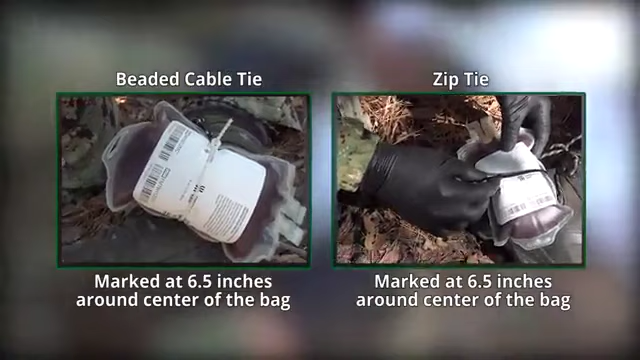 Beaded Cable Tie
Zip Tie
Marked at 6.5 inches
around center of the bag
Marked at 6.5 inches
around center of the bag